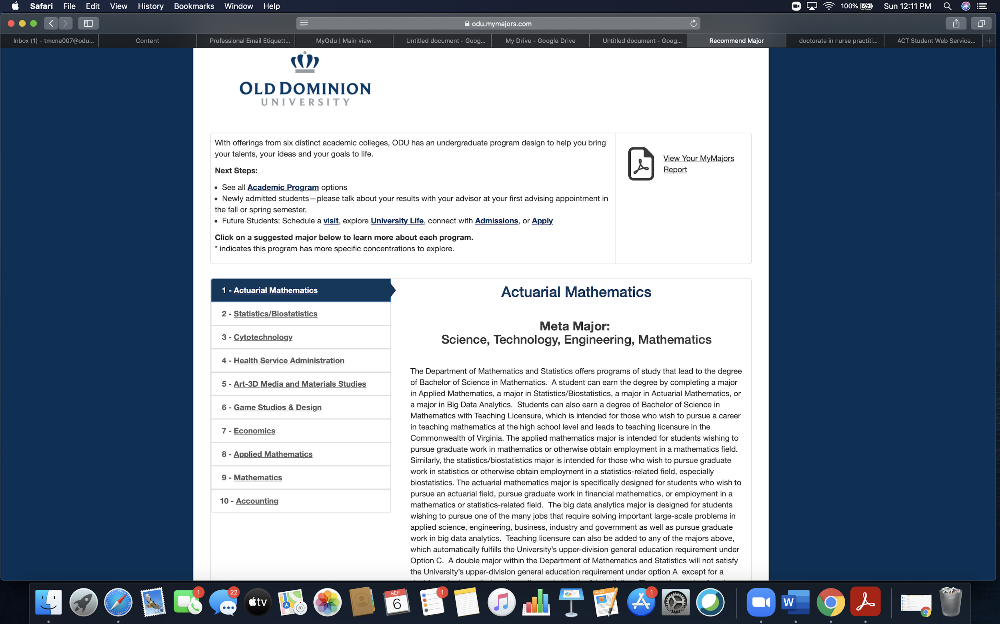 Safari File Edit View History Bookmarks Window Help 100% Sun 12:11 PM
odu.mymajors.com
Inbox (1) - tmcne007@odu... Content Professional Email Etiquett... MyOdu | Main view Untitled document - Goog... My Drive - Google Drive Untitled document - Goog... Recommend Major doctorate in nurse practiti... ACT Student Web Service...
OLD DOMINION
UNIVERSITY
With offerings from six distinct academic colleges, ODU has an undergraduate program design to help you bring
your talents, your ideas and your goals to life.
Next Steps:
• See all Academic Program options
• Newly admitted students—please talk about your results with your advisor at your first advising appointment in
the fall or spring semester.
• Future Students: Schedule a visit, explore University Life, connect with Admissions, or Apply
Click on a suggested major below to learn more about each program.
* indicates this program has more specific concentrations to explore.
View Your MyMajors
Report
1 - Actuarial Mathematics
2 - Statistics/Biostatistics
3 - Cytotechnology
4 - Health Service Administration
5 - Art-3D Media and Materials Studies
6 - Game Studios & Design
7 - Economics
8 - Applied Mathematics
9 - Mathematics
10 - Accounting
Actuarial Mathematics
Meta Major:
Science, Technology, Engineering, Mathematics
The Department of Mathematics and Statistics offers programs of study that lead to the degree
of Bachelor of Science in Mathematics. A student can earn the degree by completing a major
in Applied Mathematics, a major in Statistics/Biostatistics, a major in Actuarial Mathematics, or
a major in Big Data Analytics. Students can also earn a degree of Bachelor of Science in
Mathematics with Teaching Licensure, which is intended for those who wish to pursue a career
in teaching mathematics at the high school level and leads to teaching licensure in the
Commonwealth of Virginia. The applied mathematics major is intended for students wishing to
pursue graduate work in mathematics or otherwise obtain employment in a mathematics field.
Similarly, the statistics/biostatistics major is intended for those who wish to pursue graduate
work in statistics or otherwise obtain employment in a statistics-related field, especially
biostatistics. The actuarial mathematics major is specifically designed for students who wish to
pursue an actuarial field, pursue graduate work in financial mathematics, or employment in a
mathematics or statistics-related field. The big data analytics major is designed for students
wishing to pursue one of the many jobs that require solving important large-scale problems in
applied science, engineering, business, industry and government as well as pursue graduate
work in big data analytics. Teaching licensure can also be added to any of the majors above,
which automatically fulfills the University's upper-division general education requirement under
Option C. A double major within the Department of Mathematics and Statistics will not satisfy
the University's upper-division general education requirement under option A except for a
1 22 tv 3D SEP 6 1 PAGES 1 W